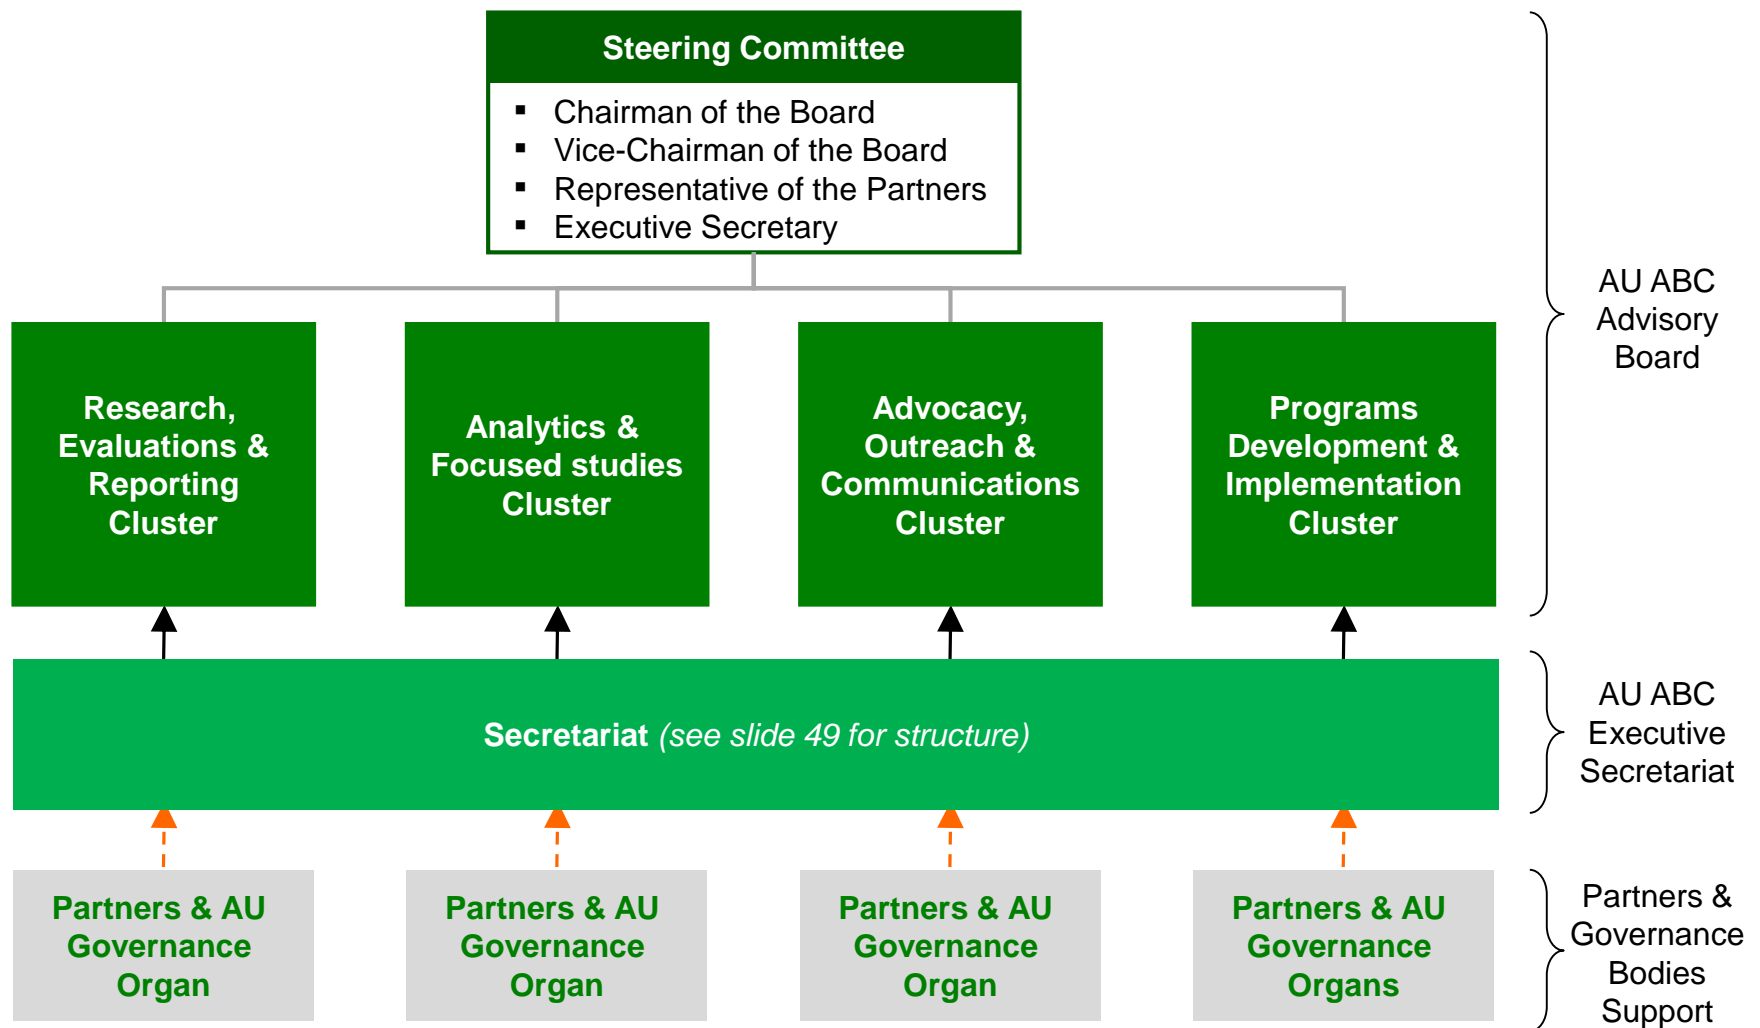 Steering Committee
▪ Chairman of the Board
▪ Vice-Chairman of the Board
▪ Representative of the Partners
▪ Executive Secretary
AU ABC
Advisory
Board
Research,
Evaluations &
Reporting
Cluster
Analytics &
Focused studies
Cluster
Advocacy,
Outreach &
Communications
Cluster
Programs
Development &
Implementation
Cluster
Secretariat (see slide 49 for structure)
AU ABC
Executive
Secretariat
Partners & AU
Governance
Organ
Partners & AU
Governance
Organ
Partners & AU
Governance
Organ
Partners & AU
Governance
Organs
Partners &
Governance
Bodies
Support